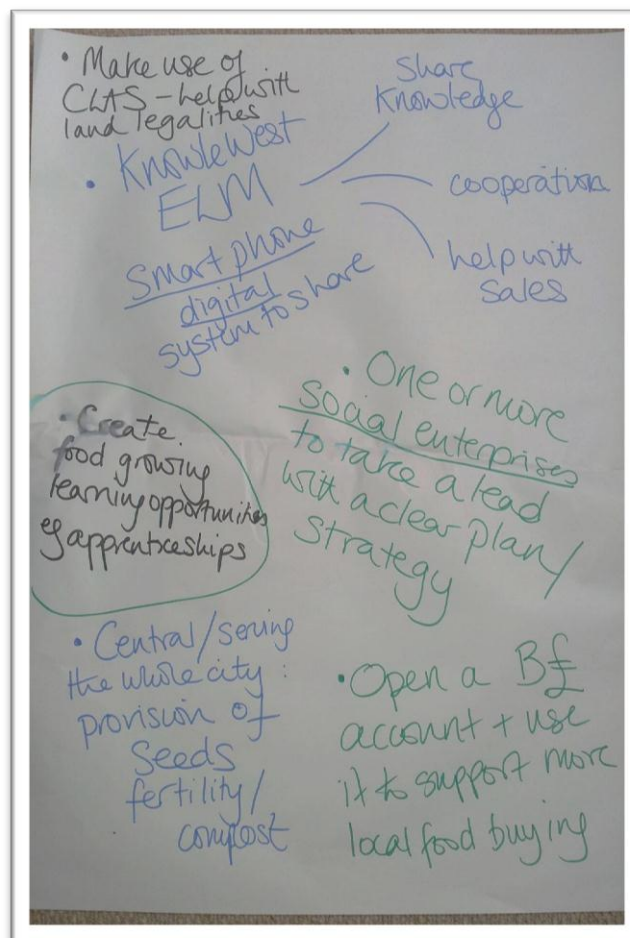 • Make use of
CLAS – help with
land legalities
• KnowleWest
ELM
Share
Knowledge
cooperation
help with
sales
Smart phone
digital
system to share
• Create
food growing
learning opportunities
eg apprenticeships
• One or more
social enterprises
to take a lead
with a clear plan/
strategy
• Central/serving
the whole city:
provision of
seeds
fertility/
compost
• Open a B£
account + use
it to support more
local food buying